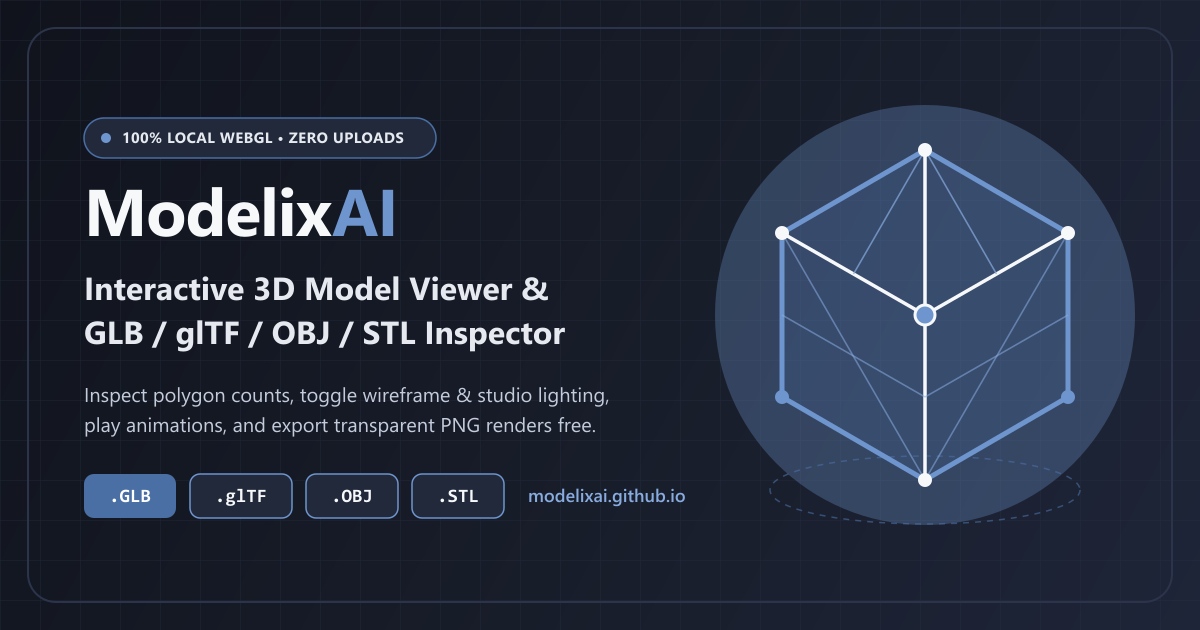 100% LOCAL WEBGL • ZERO UPLOADS
ModelixAI
Interactive 3D Model Viewer &
GLB / glTF / OBJ / STL Inspector
Inspect polygon counts, toggle wireframe & studio lighting,
play animations, and export transparent PNG renders free.
.GLB .glTF .OBJ .STL modelixai.github.io